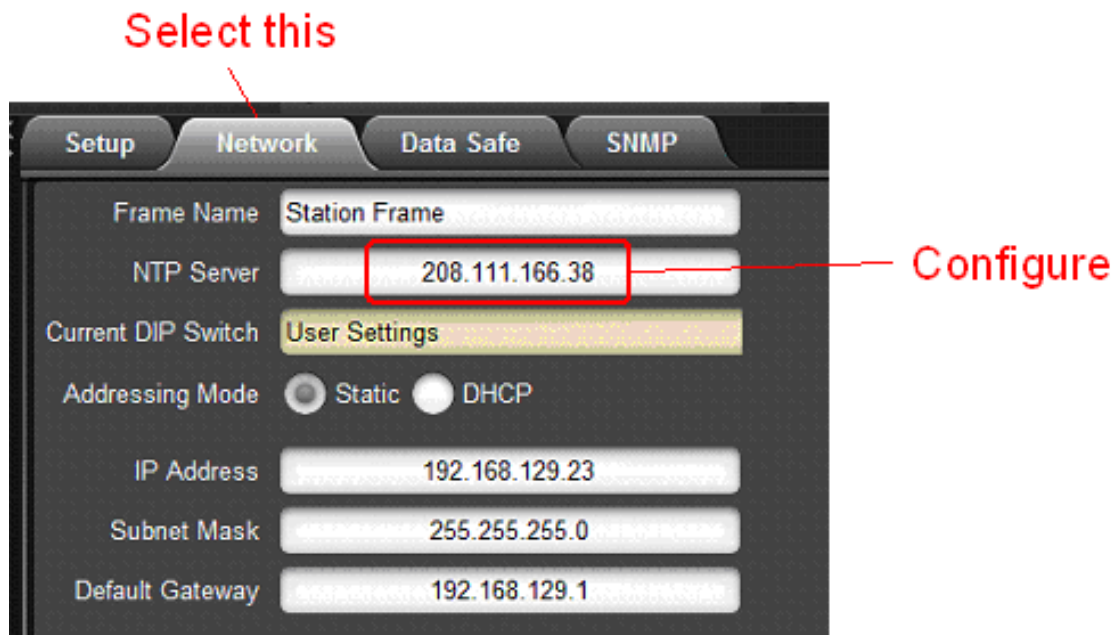 Select this
Setup Network Data Safe SNMP
Frame Name Station Frame
NTP Server 208.111.166.38 Configure
Current DIP Switch User Settings
Addressing Mode Static DHCP
IP Address 192.168.129.23
Subnet Mask 255.255.255.0
Default Gateway 192.168.129.1